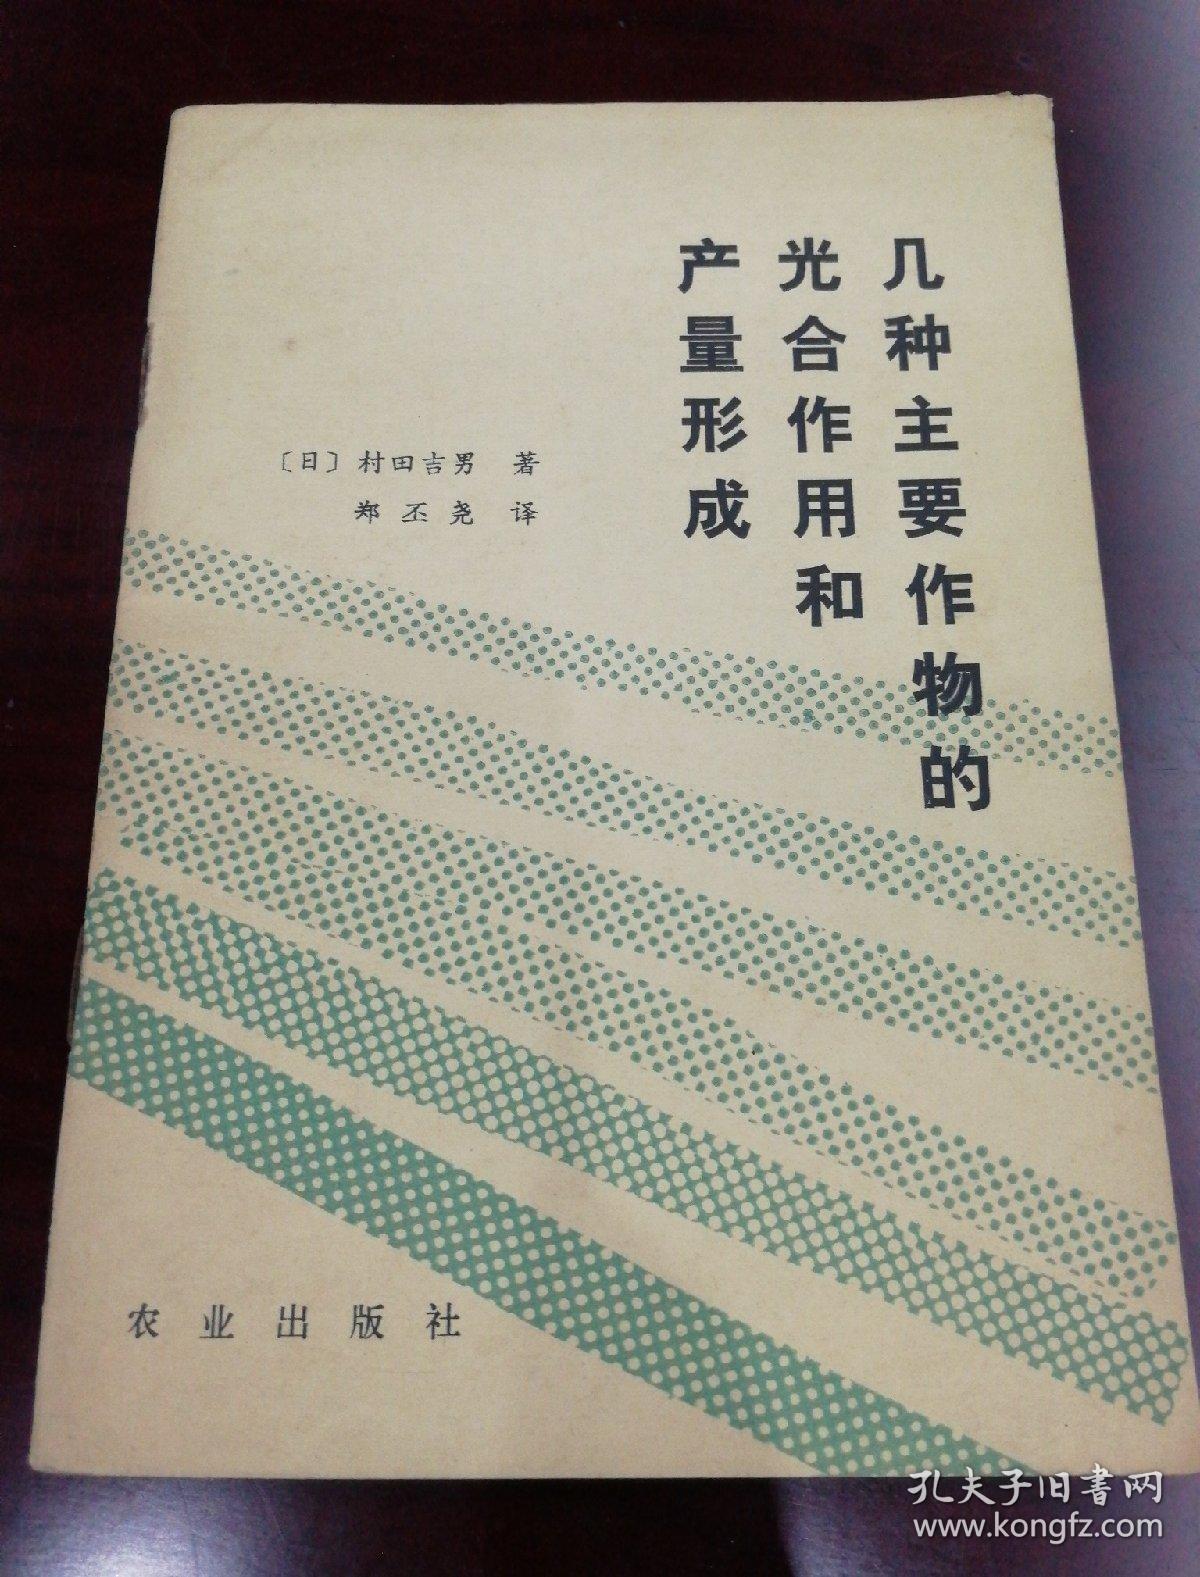 几种主要作物的
光合作用和
产量形成
〔日〕村田吉男 著
郑丕尧 译
农业出版社
孔夫子旧書网
www.kongfz.com